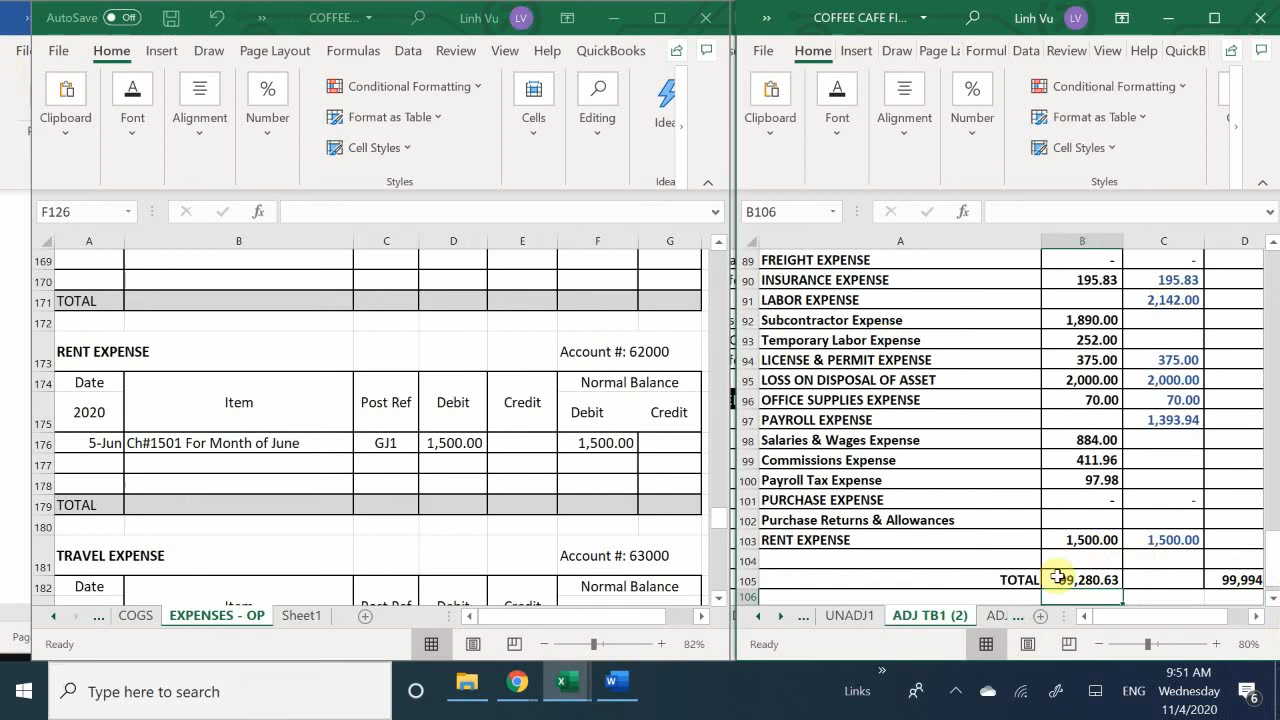 AutoSave Off COFFEE... Linh Vu LV
File Home Insert Draw Page Layout Formulas Data Review View Help QuickBooks
Clipboard Font Alignment Number
Conditional Formatting
Format as Table
Cell Styles
Cells Editing
Styles
F126 fx
A B C D E F G
169
170
171 TOTAL
172
173 RENT EXPENSE Account #: 62000
174 Date Normal Balance
Item Post Ref Debit Credit
175 2020 Debit Credit
176 5-Jun Ch#1501 For Month of June GJ1 1,500.00 1,500.00
177
178
179 TOTAL
180
181 TRAVEL EXPENSE Account #: 63000
182 Date Normal Balance
... COGS EXPENSES - OP Sheet1
Ready 82%
COFFEE CAFE FI... Linh Vu LV
File Home Insert Draw Page La Formul Data Review View Help QuickB
Clipboard Font Alignment Number
Conditional Formatting
Format as Table
Cell Styles
Styles
B106 fx
A B C D
89 FREIGHT EXPENSE - -
90 INSURANCE EXPENSE 195.83 195.83
91 LABOR EXPENSE 2,142.00
92 Subcontractor Expense 1,890.00
93 Temporary Labor Expense 252.00
94 LICENSE & PERMIT EXPENSE 375.00 375.00
95 LOSS ON DISPOSAL OF ASSET 2,000.00 2,000.00
96 OFFICE SUPPLIES EXPENSE 70.00 70.00
97 PAYROLL EXPENSE 1,393.94
98 Salaries & Wages Expense 884.00
99 Commissions Expense 411.96
100 Payroll Tax Expense 97.98
101 PURCHASE EXPENSE - -
102 Purchase Returns & Allowances
103 RENT EXPENSE 1,500.00 1,500.00
104
105 TOTAL 99,280.63 99,994
106
... UNADJ1 ADJ TB1 (2) ADJ ...
Ready 80%
Type here to search
Links
ENG
9:51 AM
Wednesday
11/4/2020
6